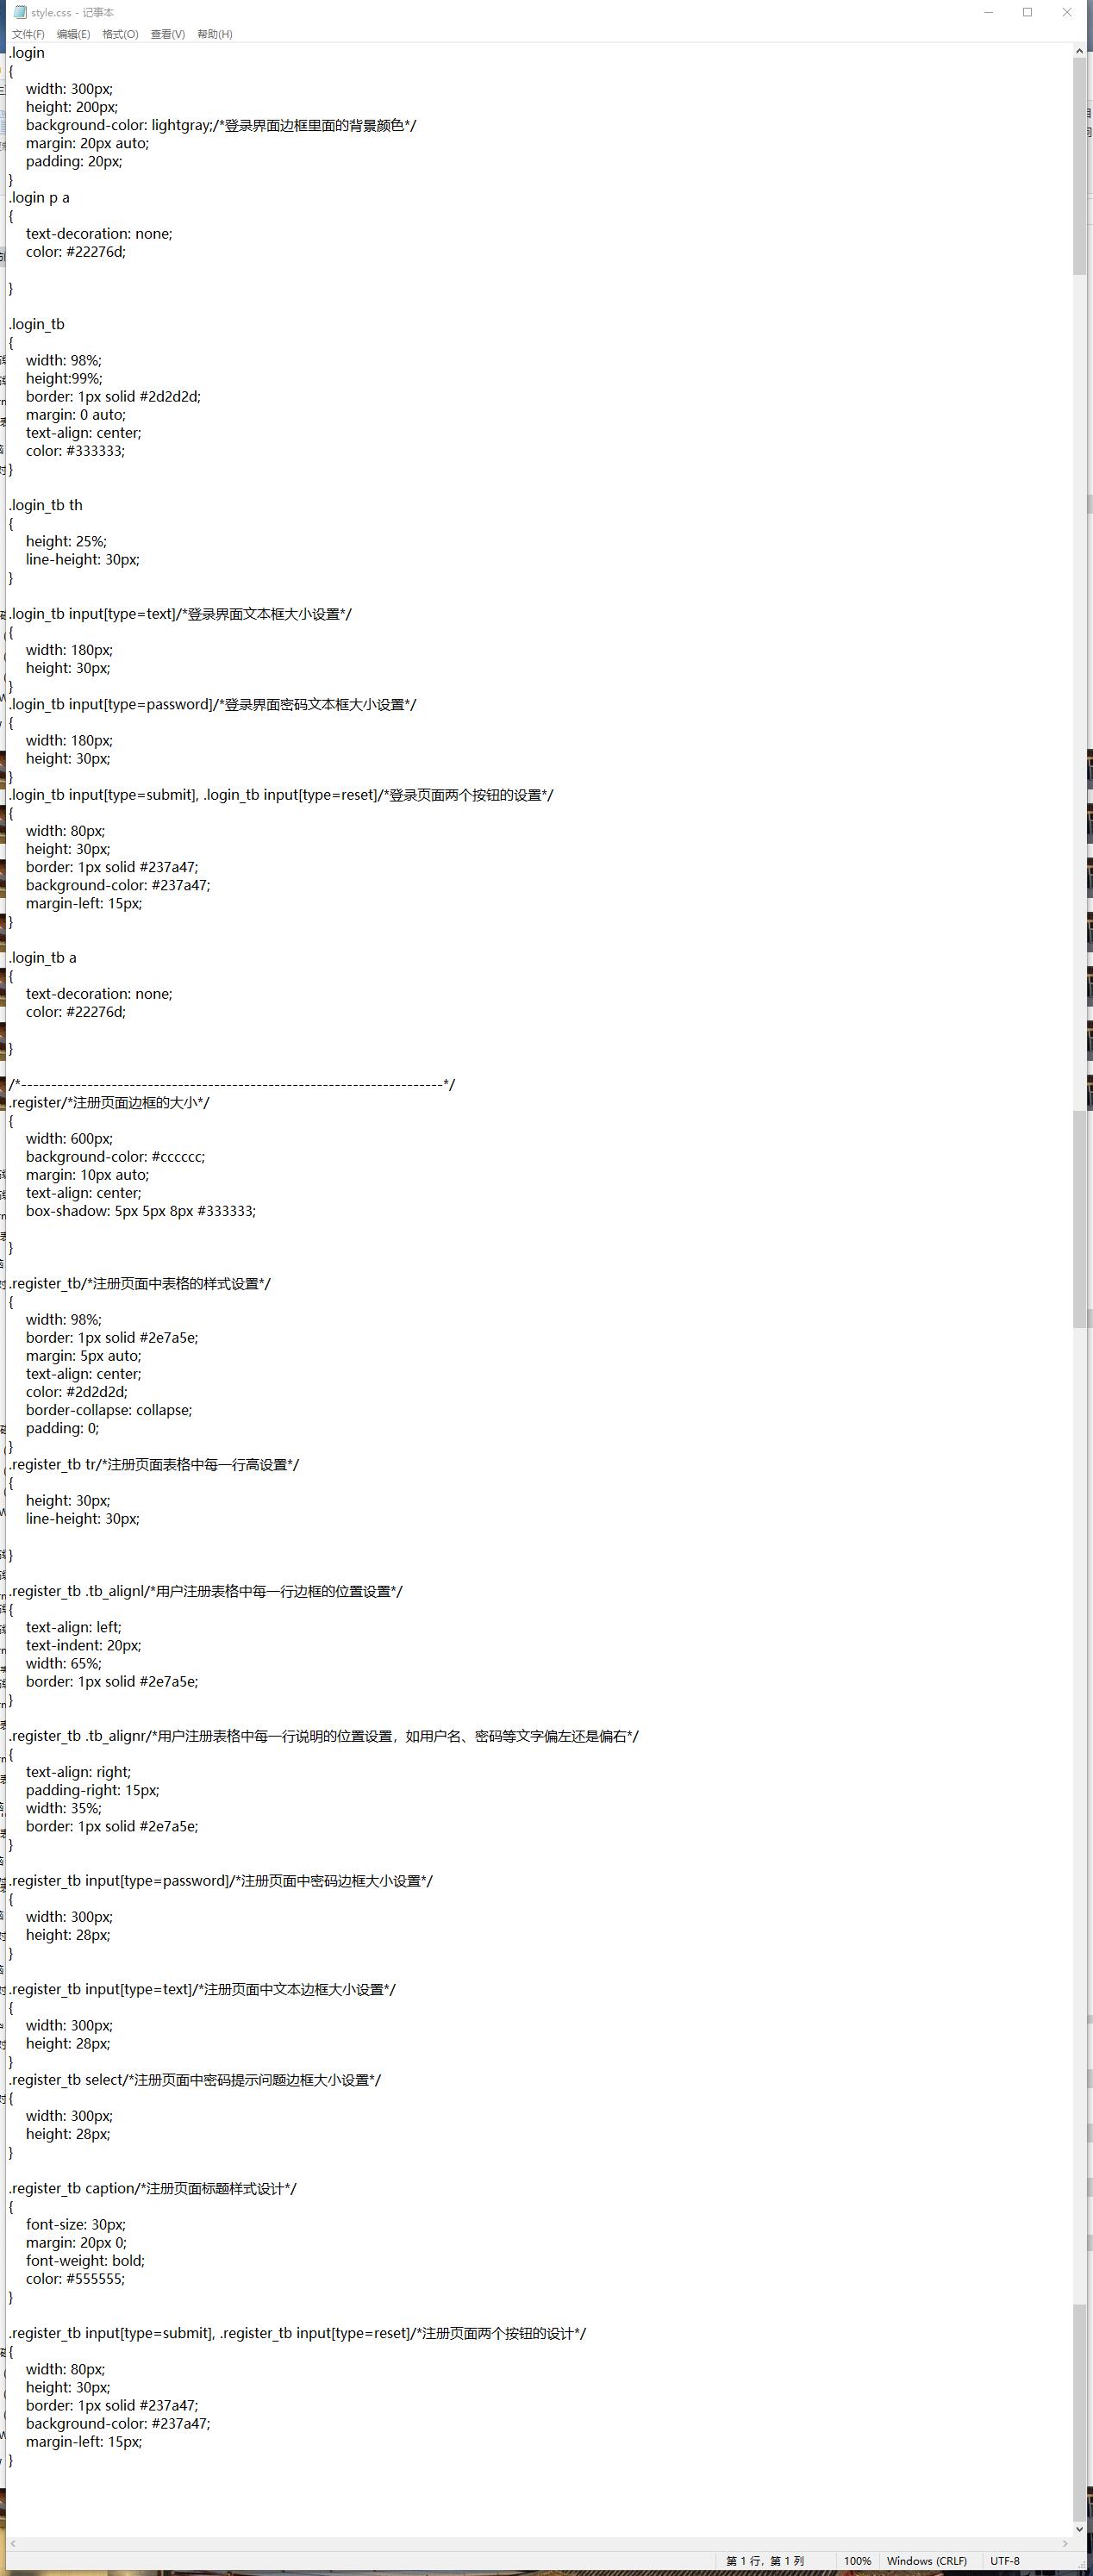 style.css - 记事本
文件(F) 编辑(E) 格式(O) 查看(V) 帮助(H)
.login
{
width: 300px;
height: 200px;
background-color: lightgray;/*登录界面边框里面的背景颜色*/
margin: 20px auto;
padding: 20px;
}
.login p a
{
text-decoration: none;
color: #22276d;
}
.login_tb
{
width: 98%;
height:99%;
border: 1px solid #2d2d2d;
margin: 0 auto;
text-align: center;
color: #333333;
}
.login_tb th
{
height: 25%;
line-height: 30px;
}
.login_tb input[type=text]/*登录界面文本框大小设置*/
{
width: 180px;
height: 30px;
}
.login_tb input[type=password]/*登录界面密码文本框大小设置*/
{
width: 180px;
height: 30px;
}
.login_tb input[type=submit], .login_tb input[type=reset]/*登录页面两个按钮的设置*/
{
width: 80px;
height: 30px;
border: 1px solid #237a47;
background-color: #237a47;
margin-left: 15px;
}
.login_tb a
{
text-decoration: none;
color: #22276d;
}
/*----------------------------------------------------------------------*/
.register/*注册页面边框的大小*/
{
width: 600px;
background-color: #cccccc;
margin: 10px auto;
text-align: center;
box-shadow: 5px 5px 8px #333333;
}
.register_tb/*注册页面中表格的样式设置*/
{
width: 98%;
border: 1px solid #2e7a5e;
margin: 5px auto;
text-align: center;
color: #2d2d2d;
border-collapse: collapse;
padding: 0;
}
.register_tb tr/*注册页面表格中每一行高设置*/
{
height: 30px;
line-height: 30px;
}
.register_tb .tb_alignl/*用户注册表格中每一行边框的位置设置*/
{
text-align: left;
text-indent: 20px;
width: 65%;
border: 1px solid #2e7a5e;
}
.register_tb .tb_alignr/*用户注册表格中每一行说明的位置设置，如用户名、密码等文字偏左还是偏右*/
{
text-align: right;
padding-right: 15px;
width: 35%;
border: 1px solid #2e7a5e;
}
.register_tb input[type=password]/*注册页面中密码边框大小设置*/
{
width: 300px;
height: 28px;
}
.register_tb input[type=text]/*注册页面中文本边框大小设置*/
{
width: 300px;
height: 28px;
}
.register_tb select/*注册页面中密码提示问题边框大小设置*/
{
width: 300px;
height: 28px;
}
.register_tb caption/*注册页面标题样式设计*/
{
font-size: 30px;
margin: 20px 0;
font-weight: bold;
color: #555555;
}
.register_tb input[type=submit], .register_tb input[type=reset]/*注册页面两个按钮的设计*/
{
width: 80px;
height: 30px;
border: 1px solid #237a47;
background-color: #237a47;
margin-left: 15px;
}
第 1 行，第 1 列 100% Windows (CRLF) UTF-8